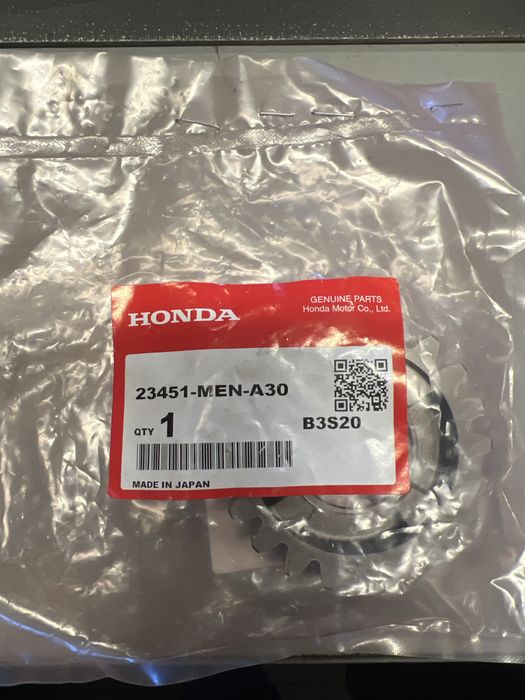 HONDA
GENUINE PARTS
Honda Motor Co., Ltd.
23451-MEN-A30
QTY 1
B3S20
MADE IN JAPAN